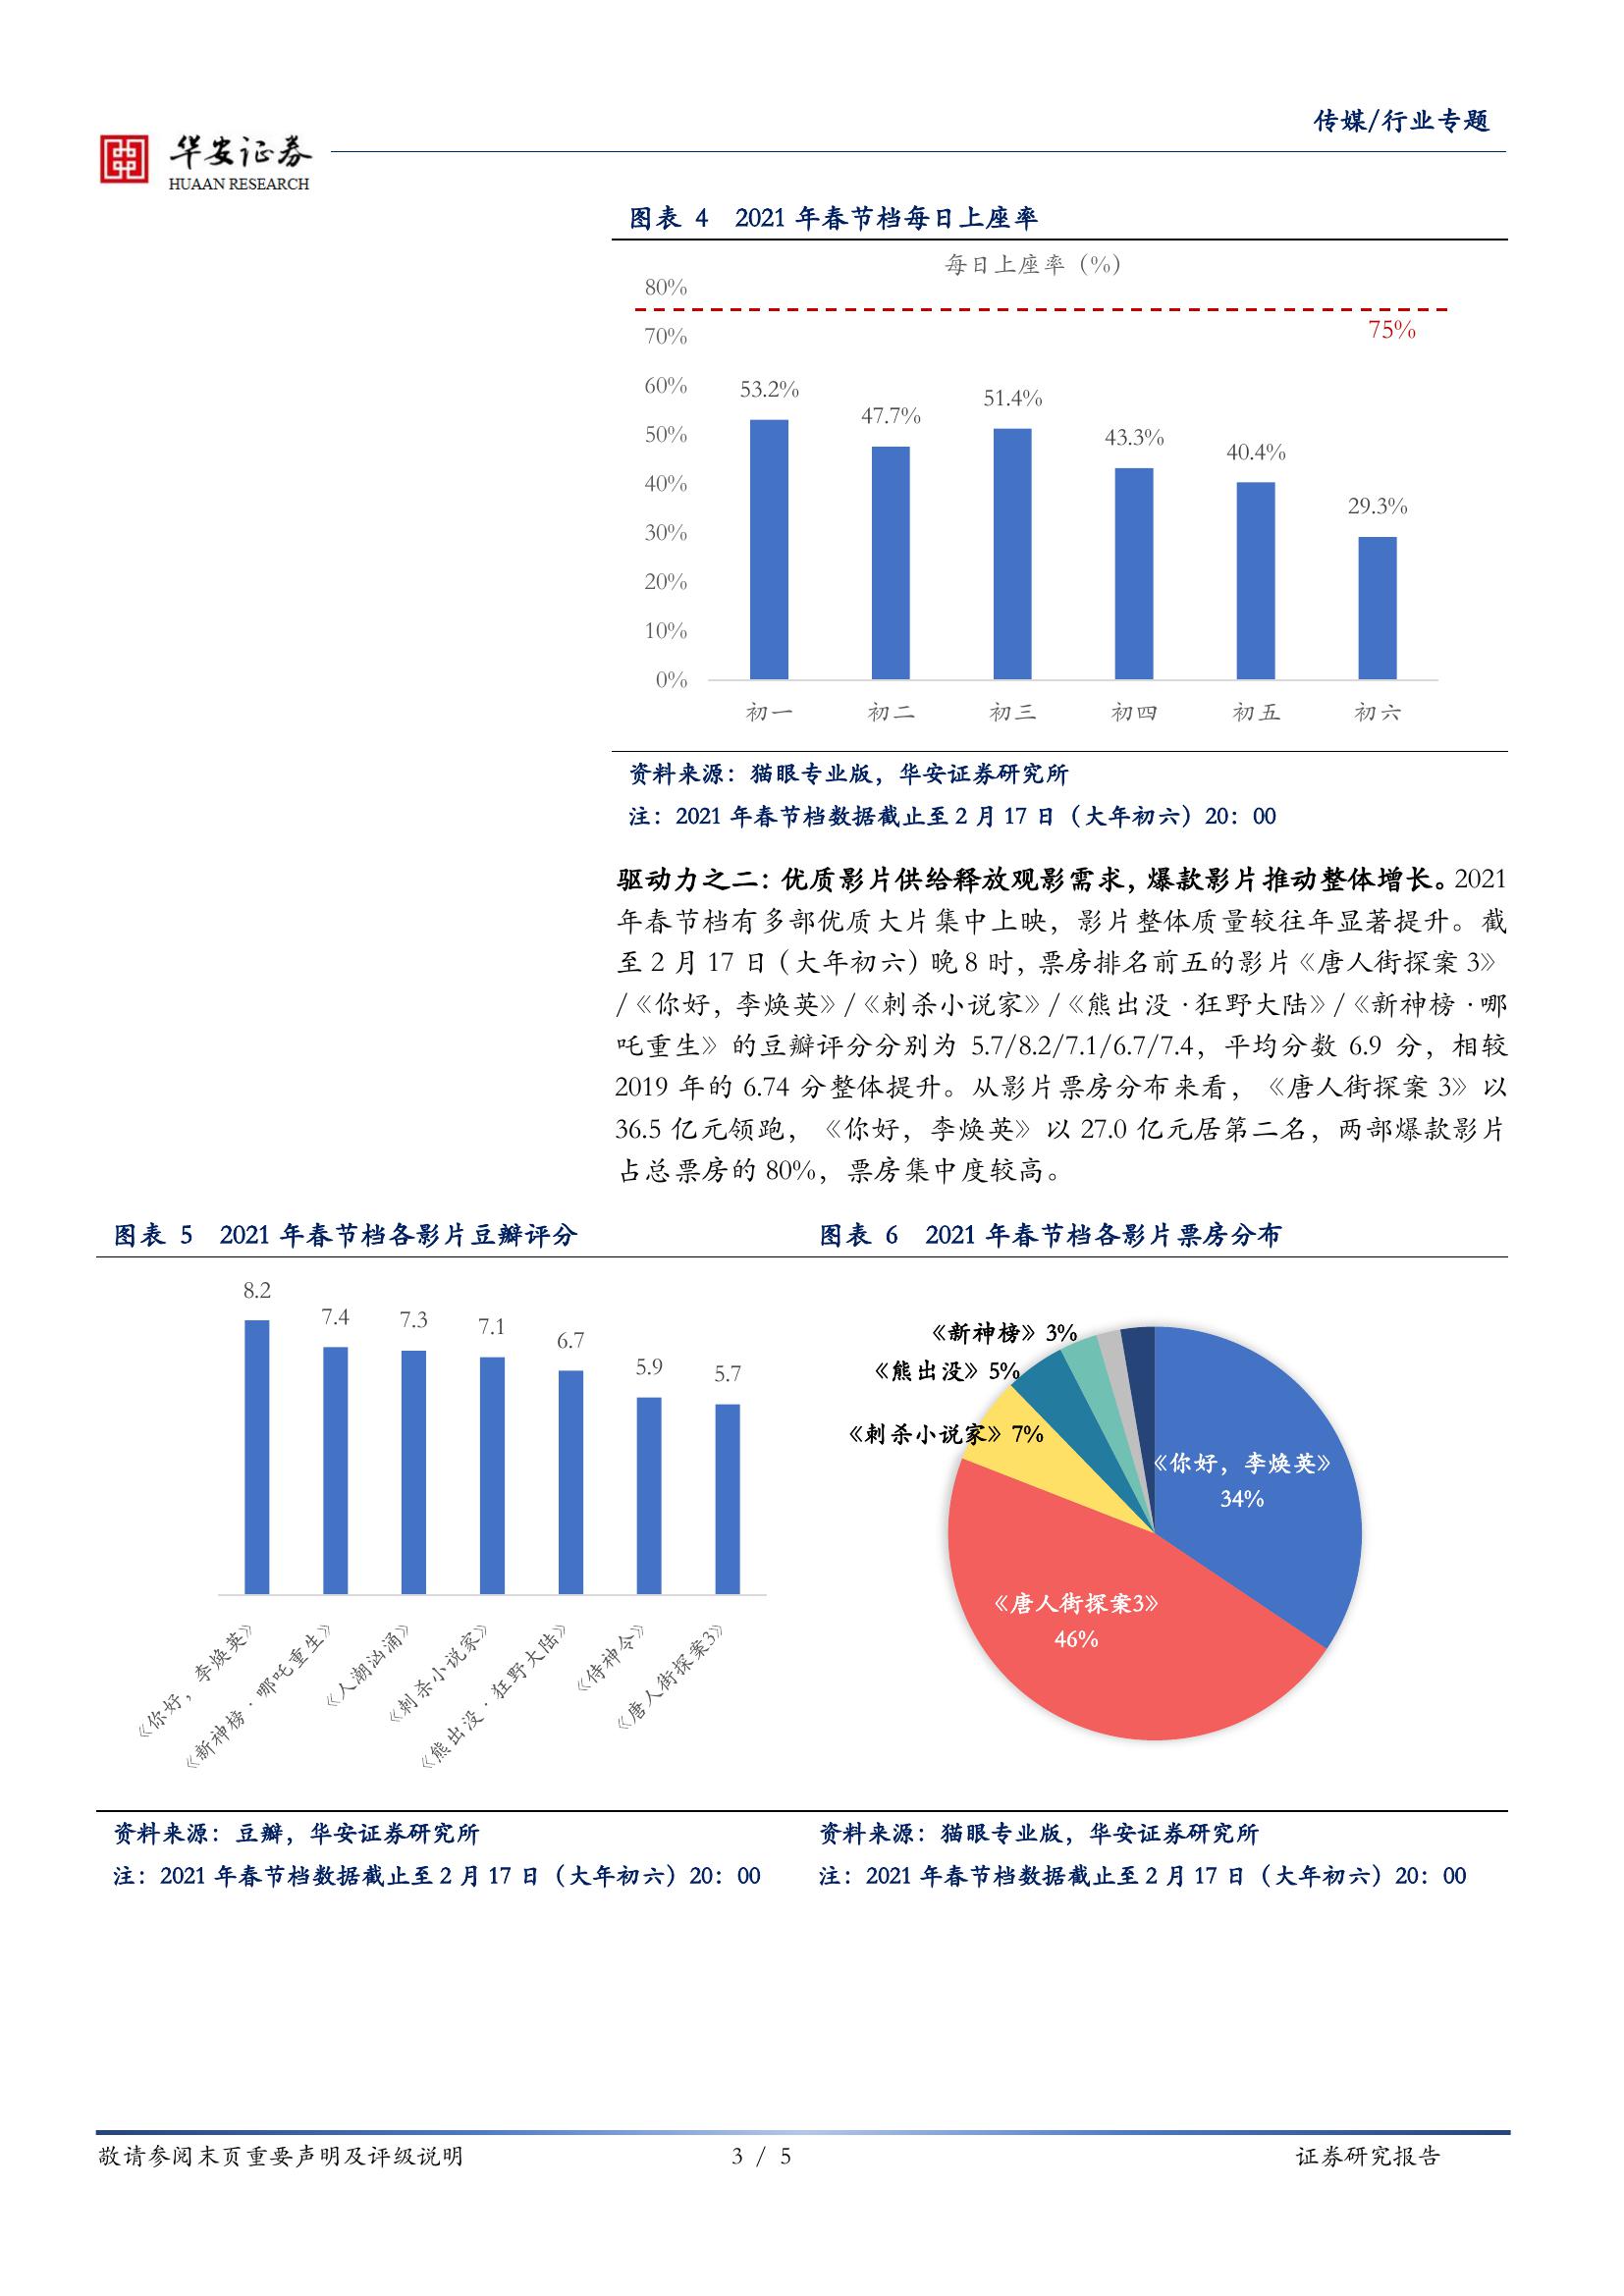 传媒/行业专题
华安证券
HUAAN RESEARCH
图表 4 2021 年春节档每日上座率
每日上座率（%）
80%
70%
60%
50%
40%
30%
20%
10%
0%
75%
53.2%
47.7%
51.4%
43.3%
40.4%
29.3%
初一
初二
初三
初四
初五
初六
资料来源：猫眼专业版，华安证券研究所
注：2021 年春节档数据截止至 2 月 17 日（大年初六）20：00
驱动力之二：优质影片供给释放观影需求，爆款影片推动整体增长。2021
年春节档有多部优质大片集中上映，影片整体质量较往年显著提升。截
至 2 月 17 日（大年初六）晚 8 时，票房排名前五的影片《唐人街探案 3》
/《你好，李焕英》/《刺杀小说家》/《熊出没·狂野大陆》/《新神榜·哪
吒重生》的豆瓣评分分别为 5.7/8.2/7.1/6.7/7.4，平均分数 6.9 分，相较
2019 年的 6.74 分整体提升。从影片票房分布来看，《唐人街探案 3》以
36.5 亿元领跑，《你好，李焕英》以 27.0 亿元居第二名，两部爆款影片
占总票房的 80%，票房集中度较高。
图表 5 2021 年春节档各影片豆瓣评分
8.2
7.4
7.3
7.1
6.7
5.9
5.7
《你好，李焕英》
《新神榜·哪吒重生》
《人潮汹涌》
《刺杀小说家》
《熊出没·狂野大陆》
《侍神令》
《唐人街探案3》
资料来源：豆瓣，华安证券研究所
注：2021 年春节档数据截止至 2 月 17 日（大年初六）20：00
图表 6 2021 年春节档各影片票房分布
《新神榜》3%
《熊出没》5%
《刺杀小说家》7%
《你好，李焕英》
34%
《唐人街探案3》
46%
资料来源：猫眼专业版，华安证券研究所
注：2021 年春节档数据截止至 2 月 17 日（大年初六）20：00
敬请参阅末页重要声明及评级说明
3 / 5
证券研究报告